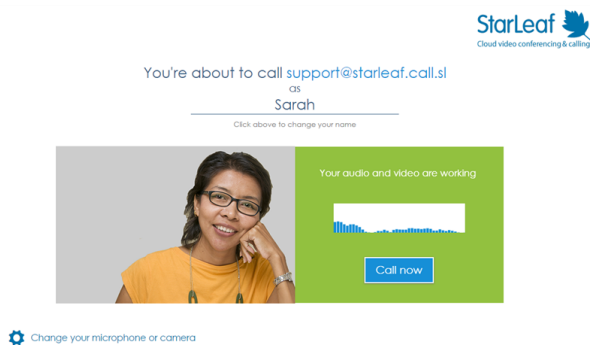 StarLeaf
Cloud video conferencing & calling
You're about to call support@starleaf.call.sl
as
Sarah
Click above to change your name
Your audio and video are working
Call now
Change your microphone or camera